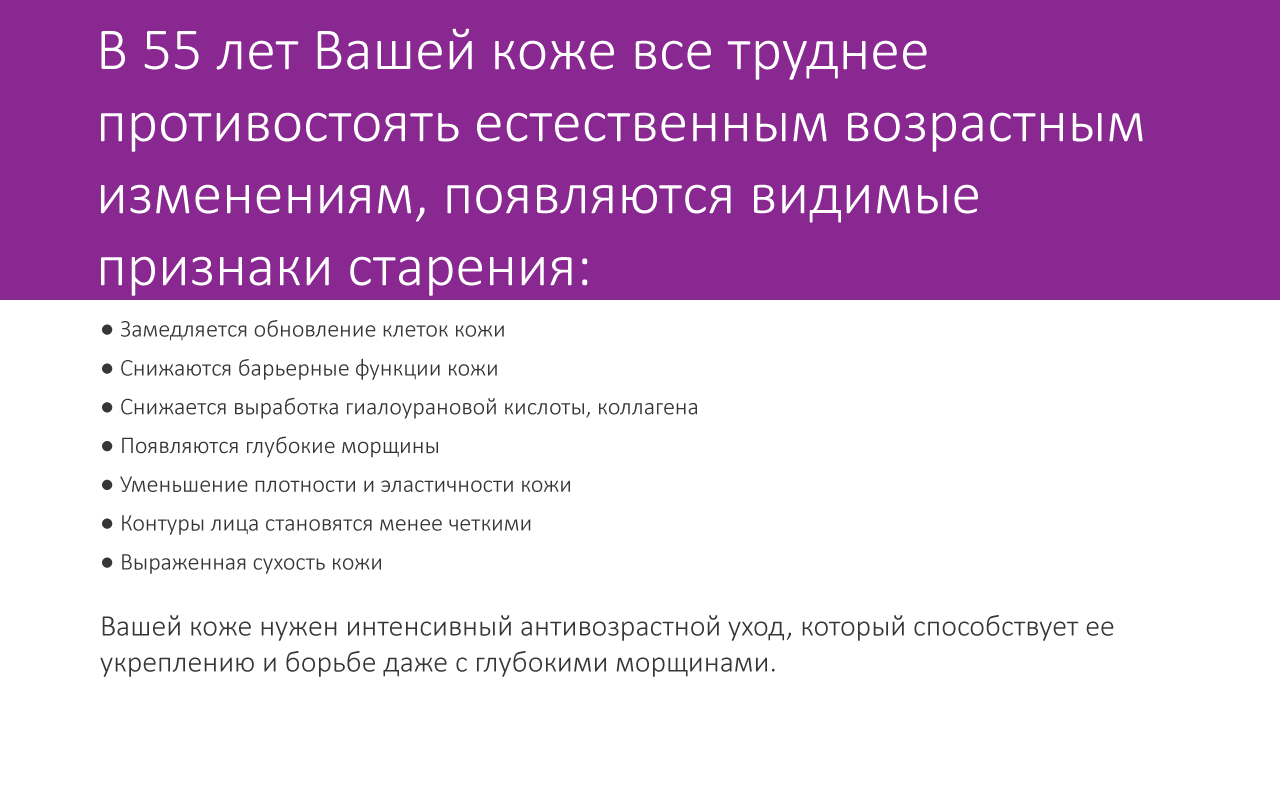 В 55 лет Вашей коже все труднее
противостоять естественным возрастным
изменениям, появляются видимые
признаки старения:
● Замедляется обновление клеток кожи
● Снижаются барьерные функции кожи
● Снижается выработка гиалоурановой кислоты, коллагена
● Появляются глубокие морщины
● Уменьшение плотности и эластичности кожи
● Контуры лица становятся менее четкими
● Выраженная сухость кожи
Вашей коже нужен интенсивный антивозрастной уход, который способствует ее
укреплению и борьбе даже с глубокими морщинами.